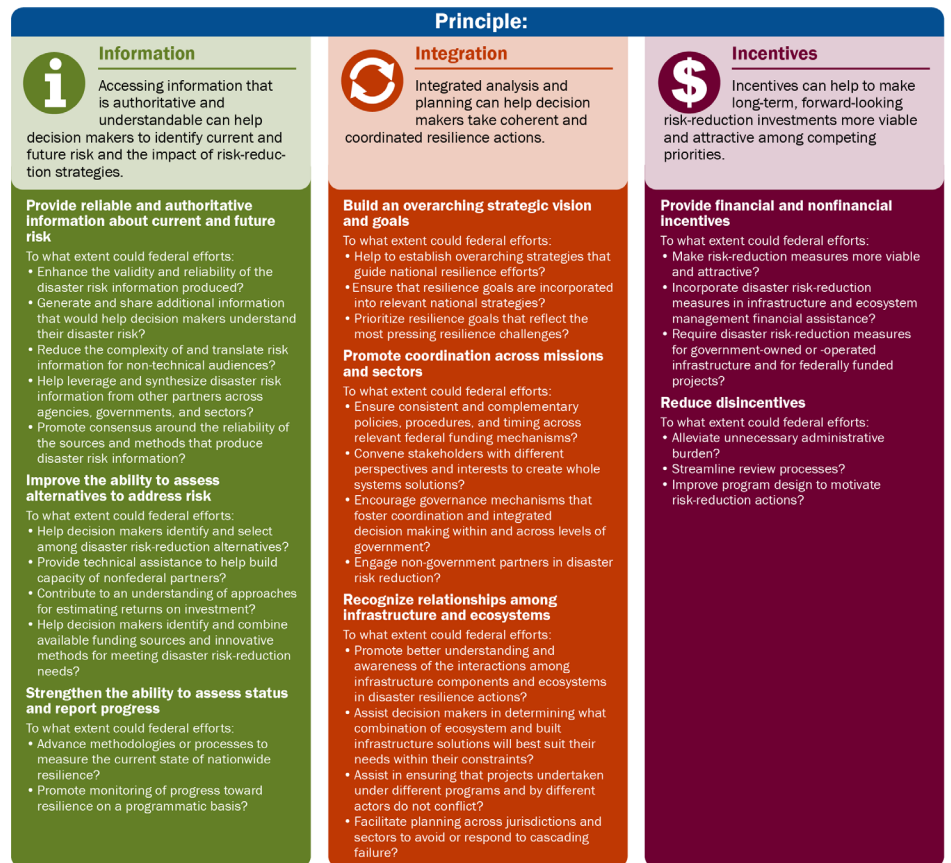 Principle:
Information
Accessing information that
is authoritative and
understandable can help
decision makers to identify current and
future risk and the impact of risk-reduc-
tion strategies.
Provide reliable and authoritative
information about current and future
risk
To what extent could federal efforts:
• Enhance the validity and reliability of the
disaster risk information produced?
• Generate and share additional information
that would help decision makers understand
their disaster risk?
• Reduce the complexity of and translate risk
information for non-technical audiences?
• Help leverage and synthesize disaster risk
information from other partners across
agencies, governments, and sectors?
• Promote consensus around the reliability of
the sources and methods that produce
disaster risk information?
Improve the ability to assess
alternatives to address risk
To what extent could federal efforts:
• Help decision makers identify and select
among disaster risk-reduction alternatives?
• Provide technical assistance to help build
capacity of nonfederal partners?
• Contribute to an understanding of approaches
for estimating returns on investment?
• Help decision makers identify and combine
available funding sources and innovative
methods for meeting disaster risk-reduction
needs?
Strengthen the ability to assess status
and report progress
To what extent could federal efforts:
• Advance methodologies or processes to
measure the current state of nationwide
resilience?
• Promote monitoring of progress toward
resilience on a programmatic basis?
Integration
Integrated analysis and
planning can help decision
makers take coherent and
coordinated resilience actions.
Build an overarching strategic vision
and goals
To what extent could federal efforts:
• Help to establish overarching strategies that
guide national resilience efforts?
• Ensure that resilience goals are incorporated
into relevant national strategies?
• Prioritize resilience goals that reflect the
most pressing resilience challenges?
Promote coordination across missions
and sectors
To what extent could federal efforts:
• Ensure consistent and complementary
policies, procedures, and timing across
relevant federal funding mechanisms?
• Convene stakeholders with different
perspectives and interests to create whole
systems solutions?
• Encourage governance mechanisms that
foster coordination and integrated
decision making within and across levels of
government?
• Engage non-government partners in disaster
risk reduction?
Recognize relationships among
infrastructure and ecosystems
To what extent could federal efforts:
• Promote better understanding and
awareness of the interactions among
infrastructure components and ecosystems
in disaster resilience actions?
• Assist decision makers in determining what
combination of ecosystem and built
infrastructure solutions will best suit their
needs within their constraints?
• Assist in ensuring that projects undertaken
under different programs and by different
actors do not conflict?
• Facilitate planning across jurisdictions and
sectors to avoid or respond to cascading
failure?
$
Incentives
Incentives can help to make
long-term, forward-looking
risk-reduction investments more viable
and attractive among competing
priorities.
Provide financial and nonfinancial
incentives
To what extent could federal efforts:
• Make risk-reduction measures more viable
and attractive?
• Incorporate disaster risk-reduction
measures in infrastructure and ecosystem
management financial assistance?
• Require disaster risk-reduction measures
for government-owned or -operated
infrastructure and for federally funded
projects?
Reduce disincentives
To what extent could federal efforts:
• Alleviate unnecessary administrative
burden?
• Streamline review processes?
• Improve program design to motivate
risk-reduction actions?